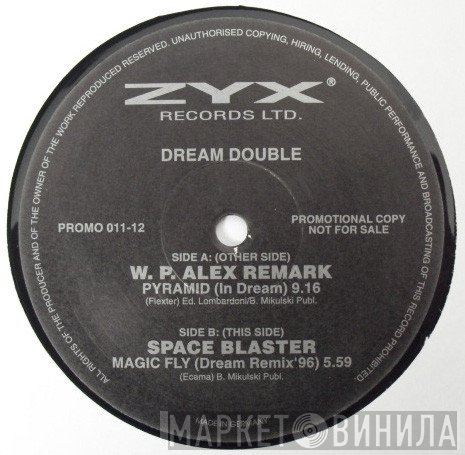 ALL RIGHTS OF THE PRODUCER AND OF THE OWNER OF THE WORK REPRODUCED RESERVED. UNAUTHORISED COPYING, HIRING, LENDING, PUBLIC PERFORMANCE AND BROADCASTING OF THIS RECORD PROHIBITED.
ZYX®
RECORDS LTD.
DREAM DOUBLE
PROMO 011-12
PROMOTIONAL COPY
NOT FOR SALE
SIDE A: (OTHER SIDE)
W. P. ALEX REMARK
PYRAMID (In Dream) 9.16
(Flexter) Ed. Lombardoni/B. Mikulski Publ.
SIDE B: (THIS SIDE)
SPACE BLASTER
MAGIC FLY (Dream Remix'96) 5.59
(Ecama) B. Mikulski Publ.
MADE IN GERMANY
МАРКЕТ ВИНИЛА